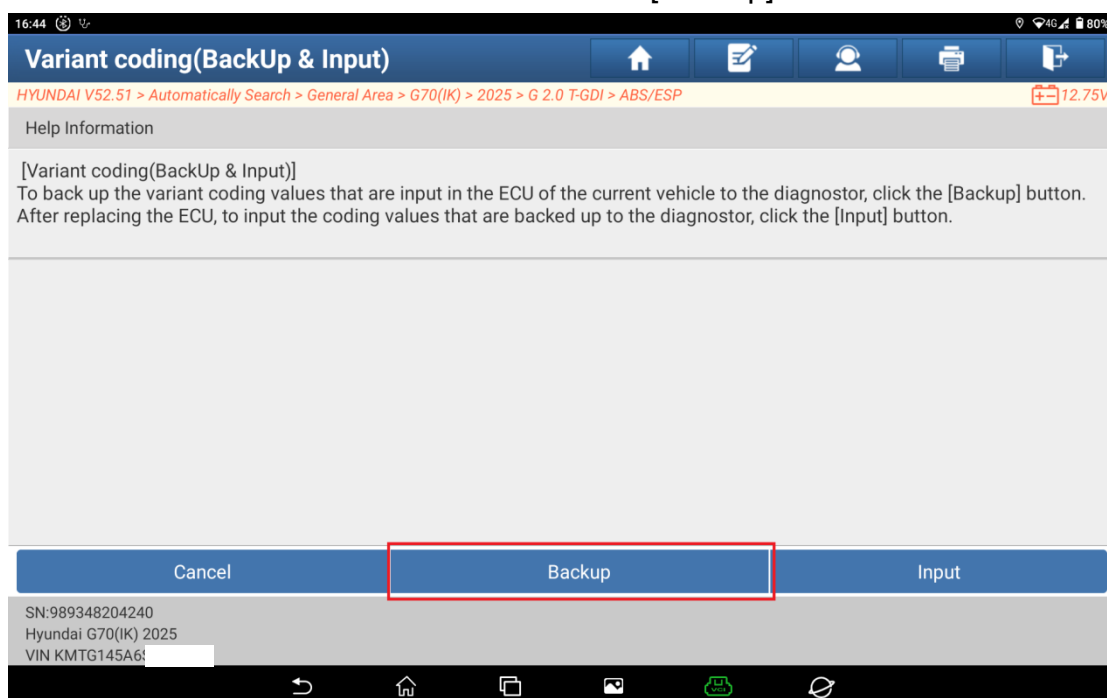 16:44 4G 80%
Variant coding(BackUp & Input)
HYUNDAI V52.51 > Automatically Search > General Area > G70(IK) > 2025 > G 2.0 T-GDI > ABS/ESP 12.75V
Help Information
[Variant coding(BackUp & Input)]
To back up the variant coding values that are input in the ECU of the current vehicle to the diagnostor, click the [Backup] button.
After replacing the ECU, to input the coding values that are backed up to the diagnostor, click the [Input] button.
Cancel Backup Input
SN:989348204240
Hyundai G70(IK) 2025
VIN KMTG145A6
VCI